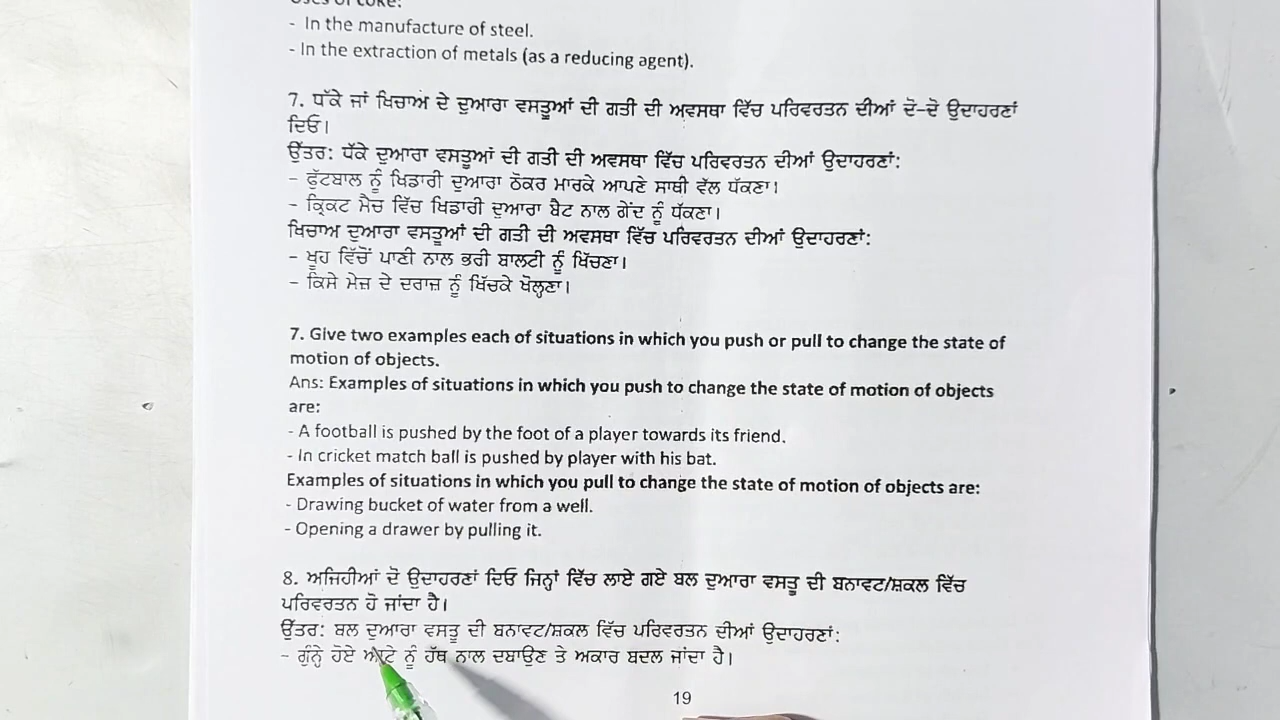 Uses of coke:
- In the manufacture of steel.
- In the extraction of metals (as a reducing agent).
7. ਧੱਕੇ ਜਾਂ ਖਿਚਾਅ ਦੇ ਦੁਆਰਾ ਵਸਤੂਆਂ ਦੀ ਗਤੀ ਦੀ ਅਵਸਥਾ ਵਿੱਚ ਪਰਿਵਰਤਨ ਦੀਆਂ ਦੋ-ਦੋ ਉਦਾਹਰਣਾਂ
ਦਿਓ।
ਉੱਤਰ: ਧੱਕੇ ਦੁਆਰਾ ਵਸਤੂਆਂ ਦੀ ਗਤੀ ਦੀ ਅਵਸਥਾ ਵਿੱਚ ਪਰਿਵਰਤਨ ਦੀਆਂ ਉਦਾਹਰਣਾਂ:
- ਫੁੱਟਬਾਲ ਨੂੰ ਖਿਡਾਰੀ ਦੁਆਰਾ ਠੋਕਰ ਮਾਰਕੇ ਆਪਣੇ ਸਾਥੀ ਵੱਲ ਧੱਕਣਾ।
- ਕ੍ਰਿਕਟ ਮੈਚ ਵਿੱਚ ਖਿਡਾਰੀ ਦੁਆਰਾ ਬੈਟ ਨਾਲ ਗੇਂਦ ਨੂੰ ਧੱਕਣਾ।
ਖਿਚਾਅ ਦੁਆਰਾ ਵਸਤੂਆਂ ਦੀ ਗਤੀ ਦੀ ਅਵਸਥਾ ਵਿੱਚ ਪਰਿਵਰਤਨ ਦੀਆਂ ਉਦਾਹਰਣਾਂ:
- ਖੂਹ ਵਿੱਚੋਂ ਪਾਣੀ ਨਾਲ ਭਰੀ ਬਾਲਟੀ ਨੂੰ ਖਿੱਚਣਾ।
- ਕਿਸੇ ਮੇਜ਼ ਦੇ ਦਰਾਜ਼ ਨੂੰ ਖਿੱਚਕੇ ਖੋਲ੍ਹਣਾ।
7. Give two examples each of situations in which you push or pull to change the state of
motion of objects.
Ans: Examples of situations in which you push to change the state of motion of objects
are:
- A football is pushed by the foot of a player towards its friend.
- In cricket match ball is pushed by player with his bat.
Examples of situations in which you pull to change the state of motion of objects are:
- Drawing bucket of water from a well.
- Opening a drawer by pulling it.
8. ਅਜਿਹੀਆਂ ਦੋ ਉਦਾਹਰਣਾਂ ਦਿਓ ਜਿਨ੍ਹਾਂ ਵਿੱਚ ਲਾਏ ਗਏ ਬਲ ਦੁਆਰਾ ਵਸਤੂ ਦੀ ਬਨਾਵਟ/ਸ਼ਕਲ ਵਿੱਚ
ਪਰਿਵਰਤਨ ਹੋ ਜਾਂਦਾ ਹੈ।
ਉੱਤਰ: ਬਲ ਦੁਆਰਾ ਵਸਤੂ ਦੀ ਬਨਾਵਟ/ਸ਼ਕਲ ਵਿੱਚ ਪਰਿਵਰਤਨ ਦੀਆਂ ਉਦਾਹਰਣਾਂ:
- ਗੁੰਨ੍ਹੇ ਹੋਏ ਆਟੇ ਨੂੰ ਹੱਥ ਨਾਲ ਦਬਾਉਣ ਤੇ ਅਕਾਰ ਬਦਲ ਜਾਂਦਾ ਹੈ।
19